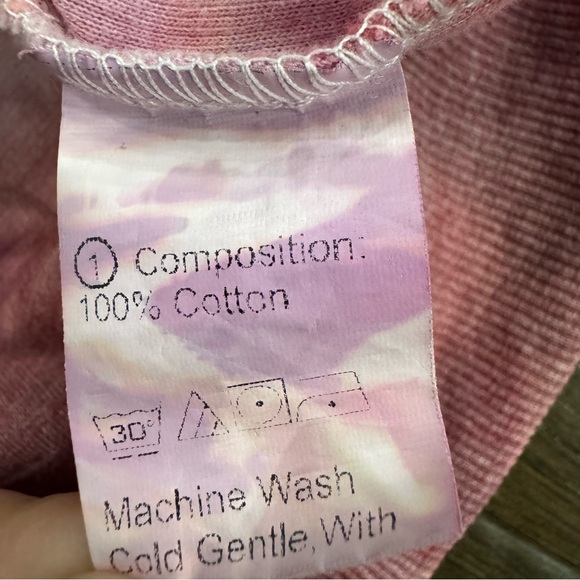 ① Composition:
100% Cotton
30°
Machine Wash
Cold Gentle, With